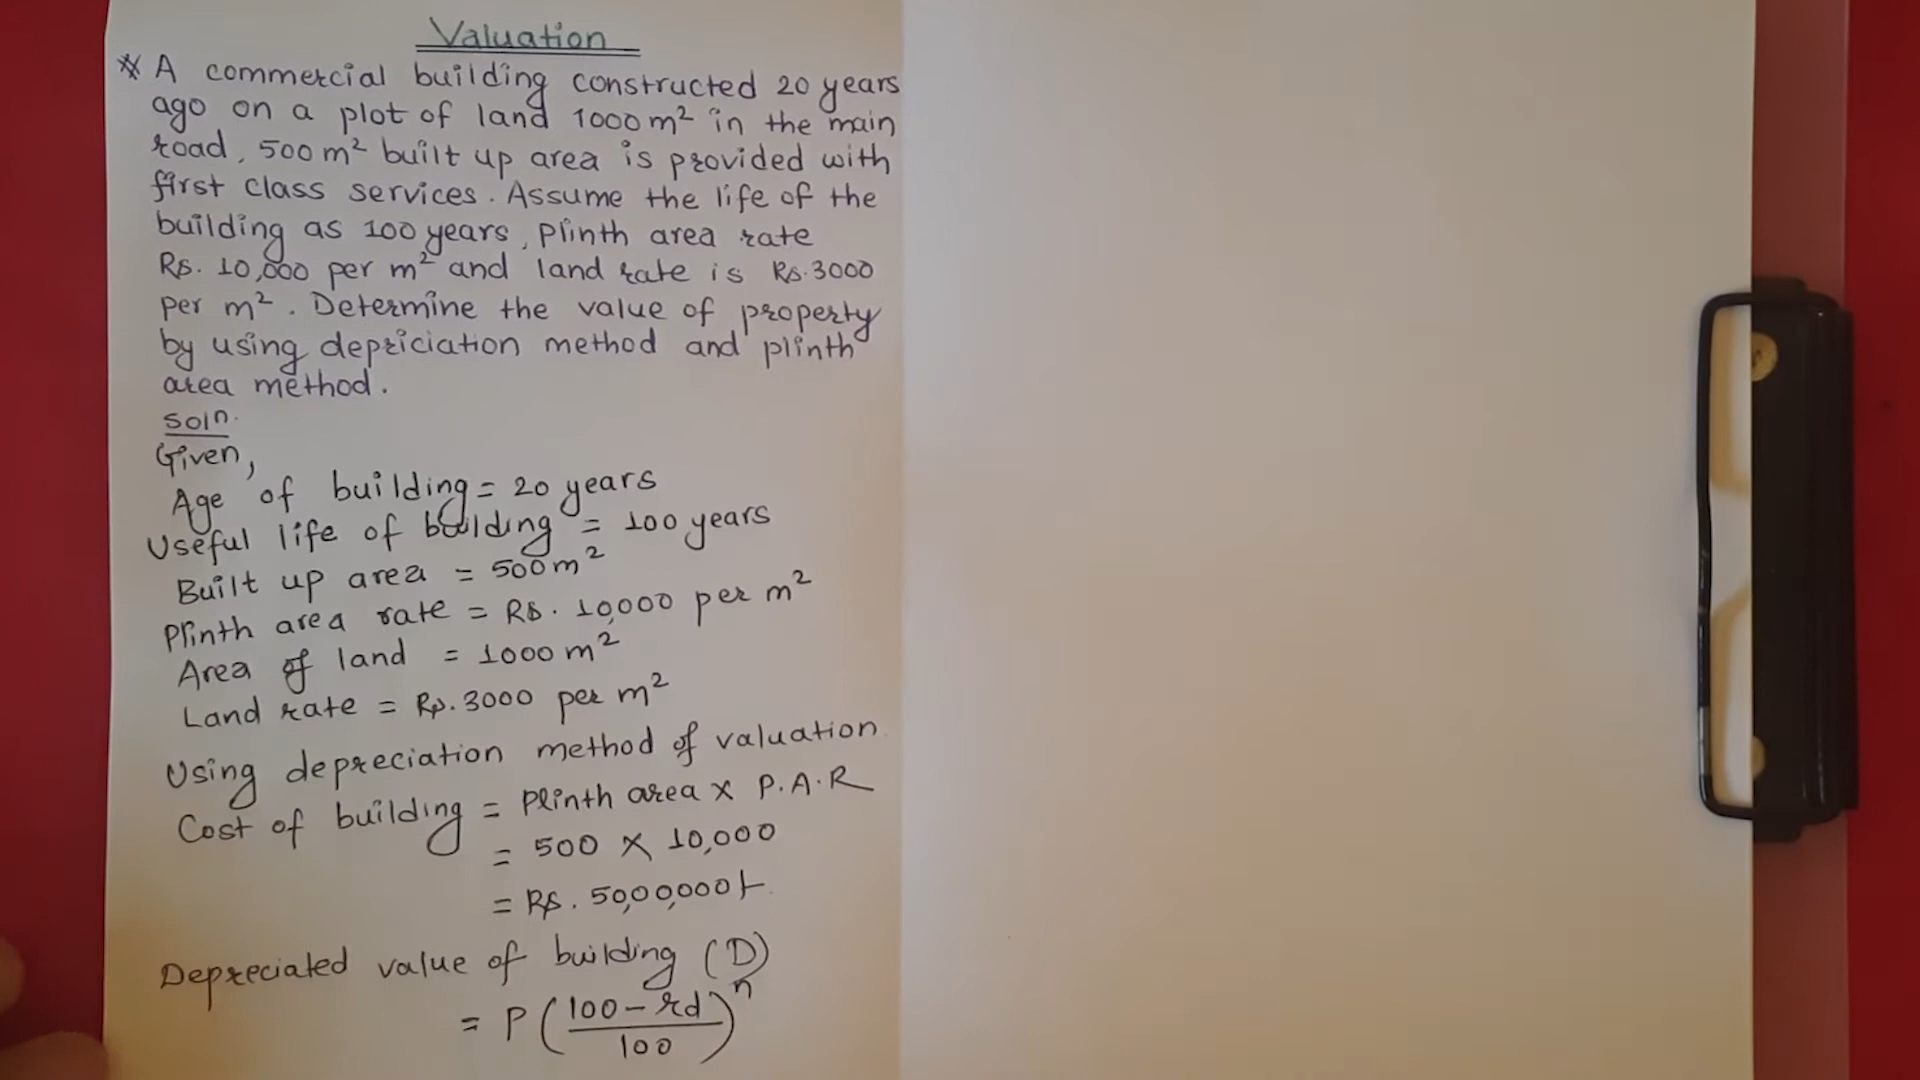 Valuation
* A commercial building constructed 20 years
ago on a plot of land 1000 m² in the main
road, 500 m² built up area is provided with
first class services. Assume the life of the
building as 100 years, plinth area rate
Rs. 10,000 per m² and land rate is Rs. 3000
per m². Determine the value of property
by using depriciation method and plinth
area method.
Soln.
Given,
Age of building = 20 years
Useful life of building = 100 years
Built up area = 500 m²
Plinth area rate = Rs. 10,000 per m²
Area of land = 1000 m²
Land rate = Rs. 3000 per m²
Using depreciation method of valuation
Cost of building = Plinth area x P.A.R
= 500 x 10,000
= Rs. 50,00,000/-
Depreciated value of building (D)
= P((100 - rd)/100)ⁿ